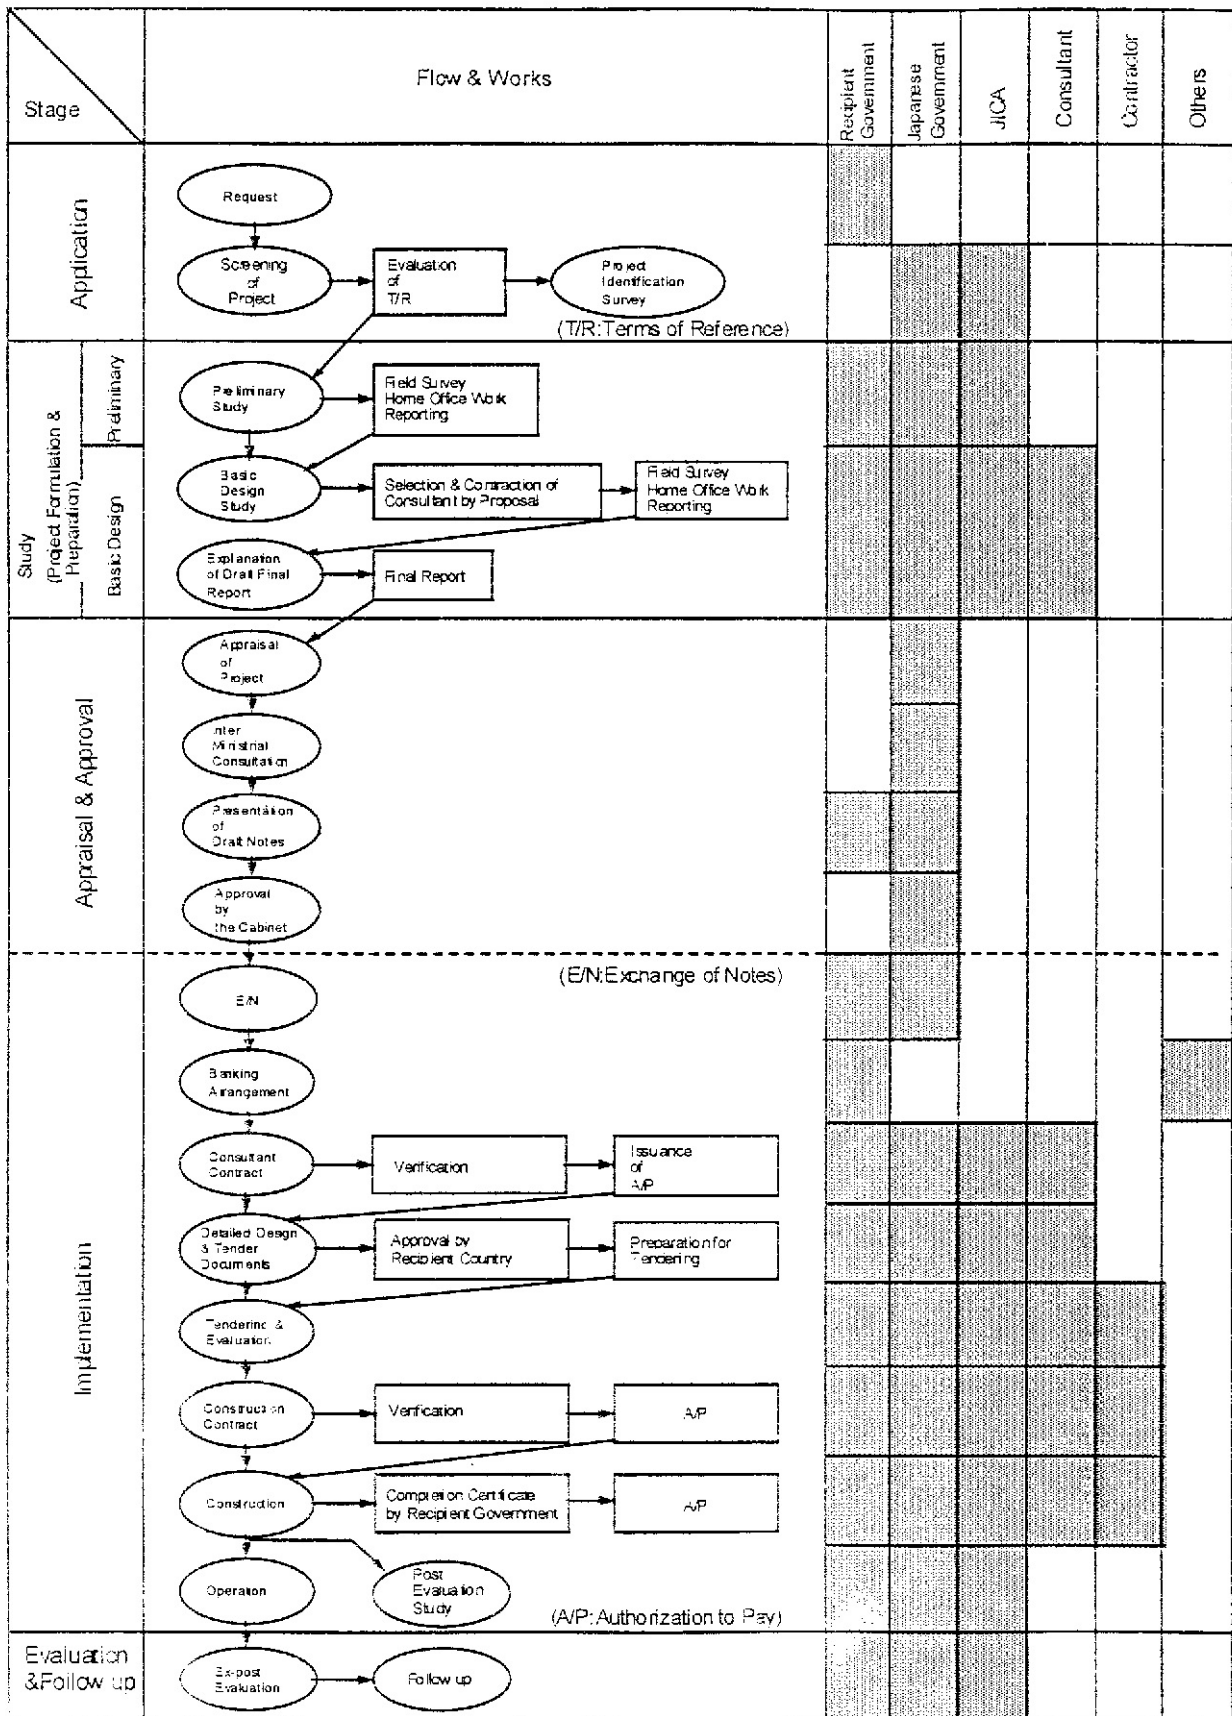 Stage
Flow & Works
Recipient
Government
Japanese
Government
JICA
Consultant
Contractor
Others
Application
Request
Screening
of
Project
Evaluation
of
T/R
Project
Identification
Survey
(T/R:Terms of Reference)
Study
(Project Formulation &
Preparation)
Preliminary
Preliminary
Study
Field Survey
Home Office Work
Reporting
Basic Design
Basic
Design
Study
Selection & Contraction of
Consultant by Proposal
Field Survey
Home Office Work
Reporting
Explanation
of Draft Final
Report
Final Report
Appraisal & Approval
Appraisal
of
Project
Inter
Ministrial
Consultation
Presentation
of
Draft Notes
Approval
by
the Cabinet
Implementation
(E/N:Exchange of Notes)
E/N
Banking
Arrangement
Consultant
Contract
Verification
Issuance
of
A/P
Detailed Design
& Tender
Documents
Approval by
Recipient Country
Preparation for
Tendering
Tendering &
Evaluation
Construction
Contract
Verification
A/P
Construction
Completion Certificate
by Recipient Government
A/P
Operation
Post
Evaluation
Study
(A/P:Authorization to Pay)
Evaluation
&Follow up
Ex-post
Evaluation
Follow up